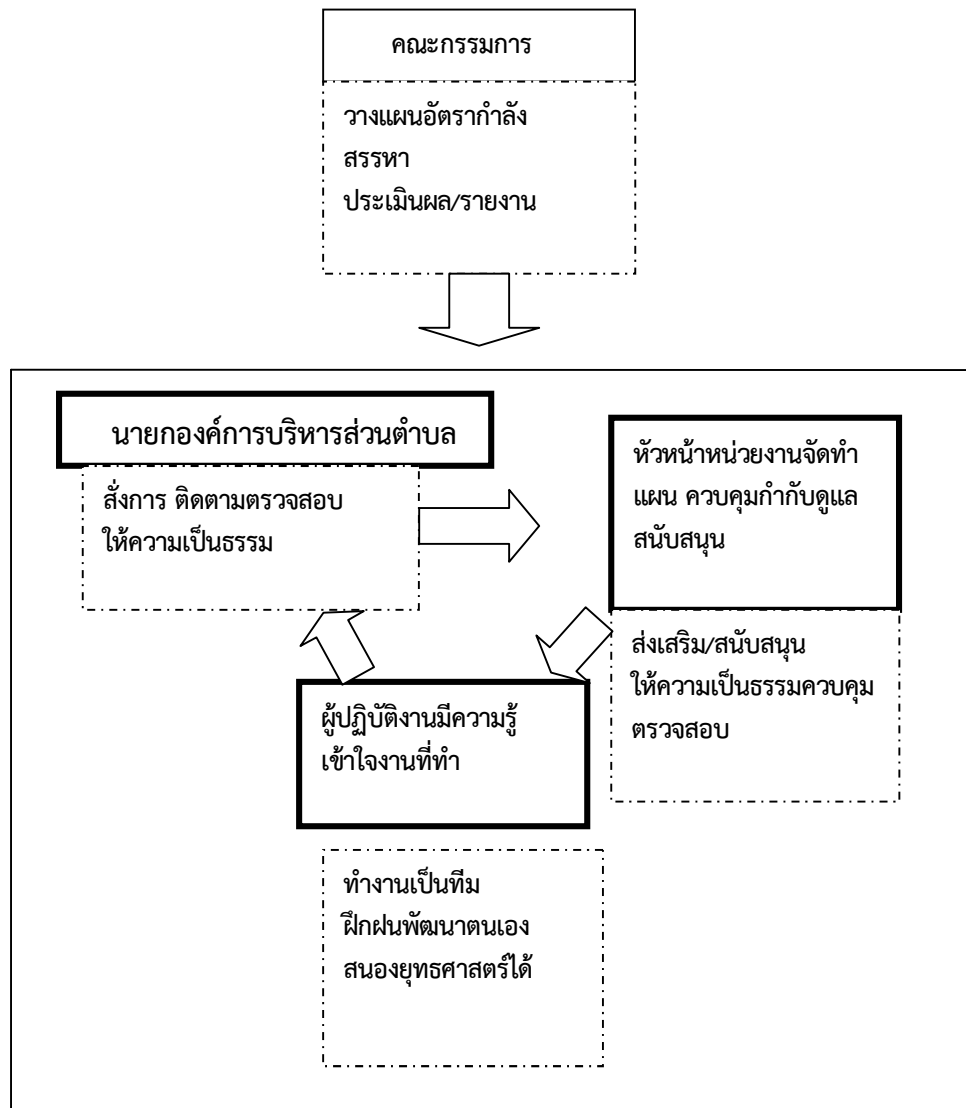 คณะกรรมการ
วางแผนอัตรากำลัง
สรรหา
ประเมินผล/รายงาน
นายกองค์การบริหารส่วนตำบล
สั่งการ ติดตามตรวจสอบ
ให้ความเป็นธรรม
หัวหน้าหน่วยงานจัดทำ
แผน ควบคุมกำกับดูแล
สนับสนุน
ส่งเสริม/สนับสนุน
ให้ความเป็นธรรมควบคุม
ตรวจสอบ
ผู้ปฏิบัติงานมีความรู้
เข้าใจงานที่ทำ
ทำงานเป็นทีม
ฝึกฝนพัฒนาตนเอง
สนองยุทธศาสตร์ได้